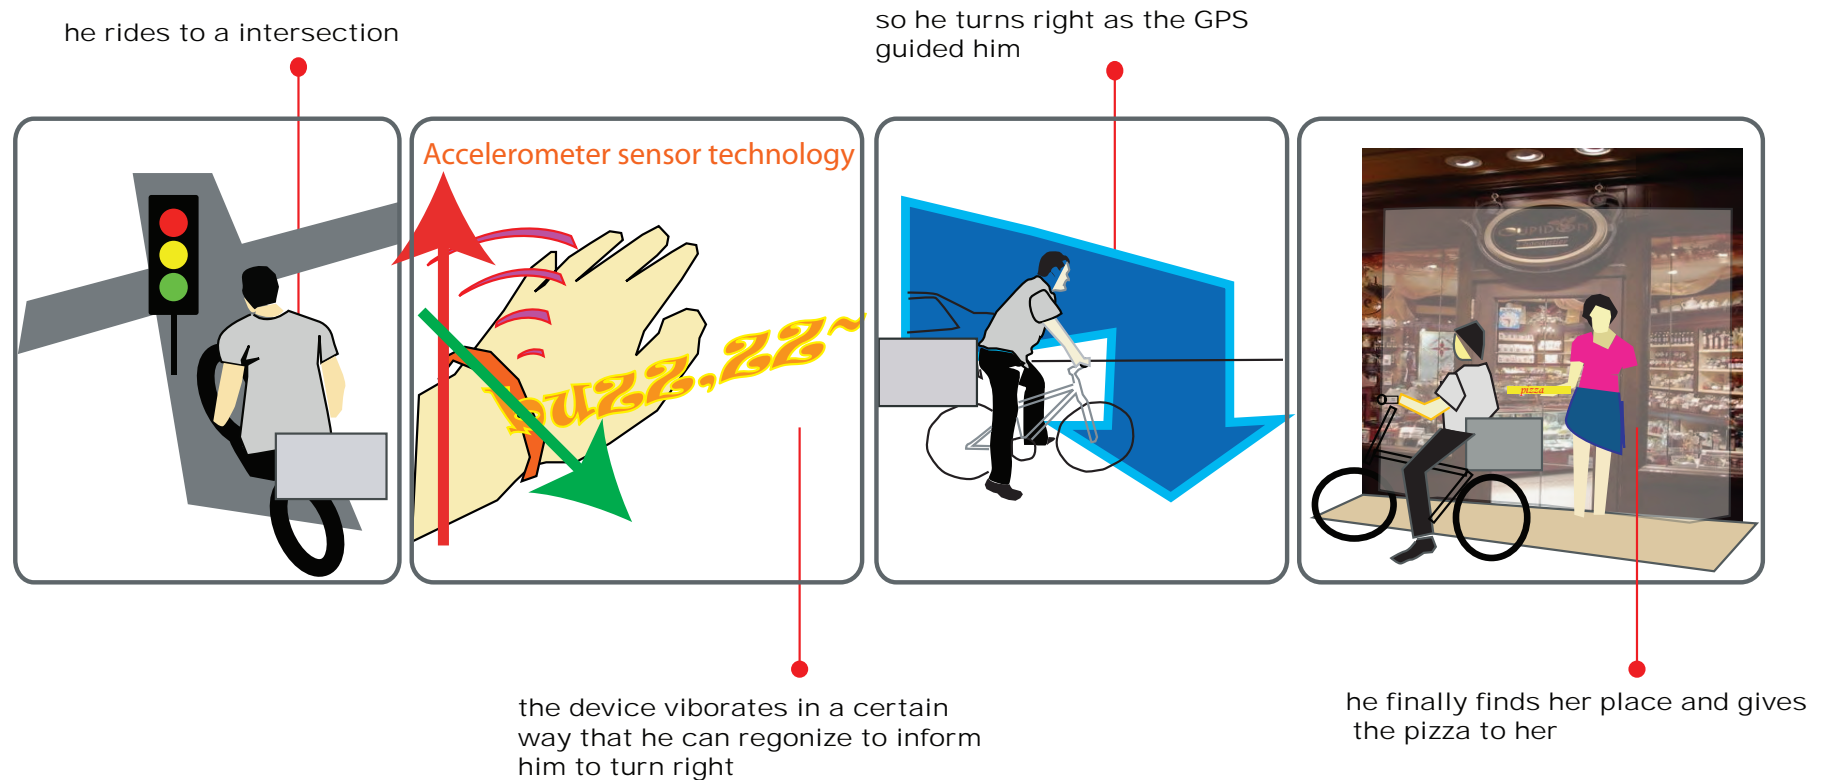 he rides to a intersection
so he turns right as the GPS
guided him
Accelerometer sensor technology
buzz,zz~
pizza
the device viborates in a certain
way that he can regonize to inform
him to turn right
he finally finds her place and gives
the pizza to her